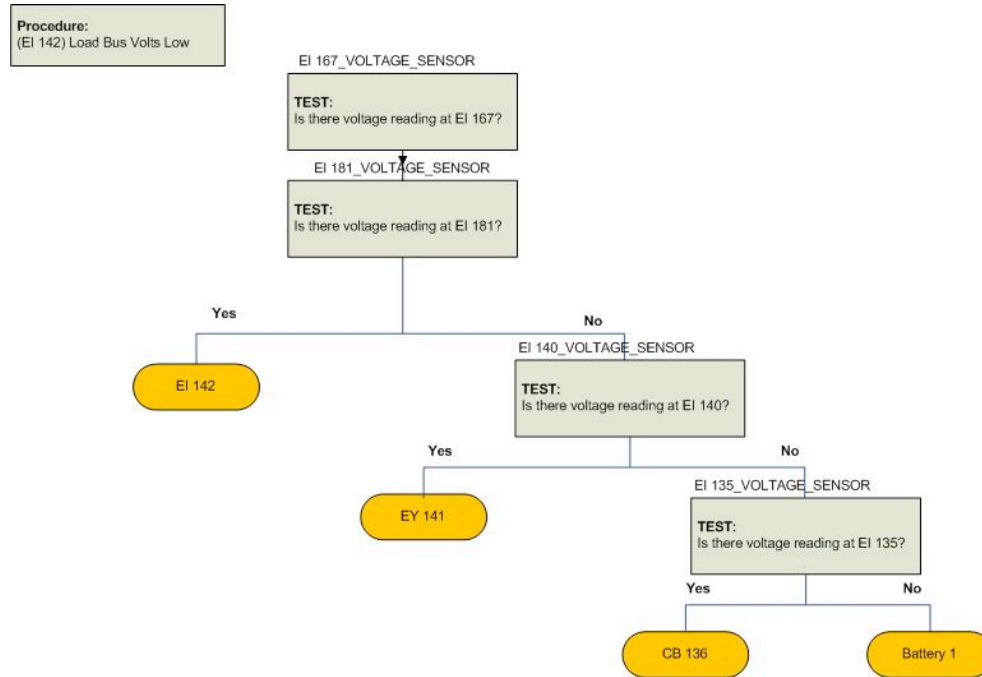 Procedure:
(EI 142) Load Bus Volts Low
EI 167_VOLTAGE_SENSOR
TEST:
Is there voltage reading at EI 167?
EI 181_VOLTAGE_SENSOR
TEST:
Is there voltage reading at EI 181?
Yes
No
EI 142
EI 140_VOLTAGE_SENSOR
TEST:
Is there voltage reading at EI 140?
Yes
No
EY 141
EI 135_VOLTAGE_SENSOR
TEST:
Is there voltage reading at EI 135?
Yes
No
CB 136
Battery 1